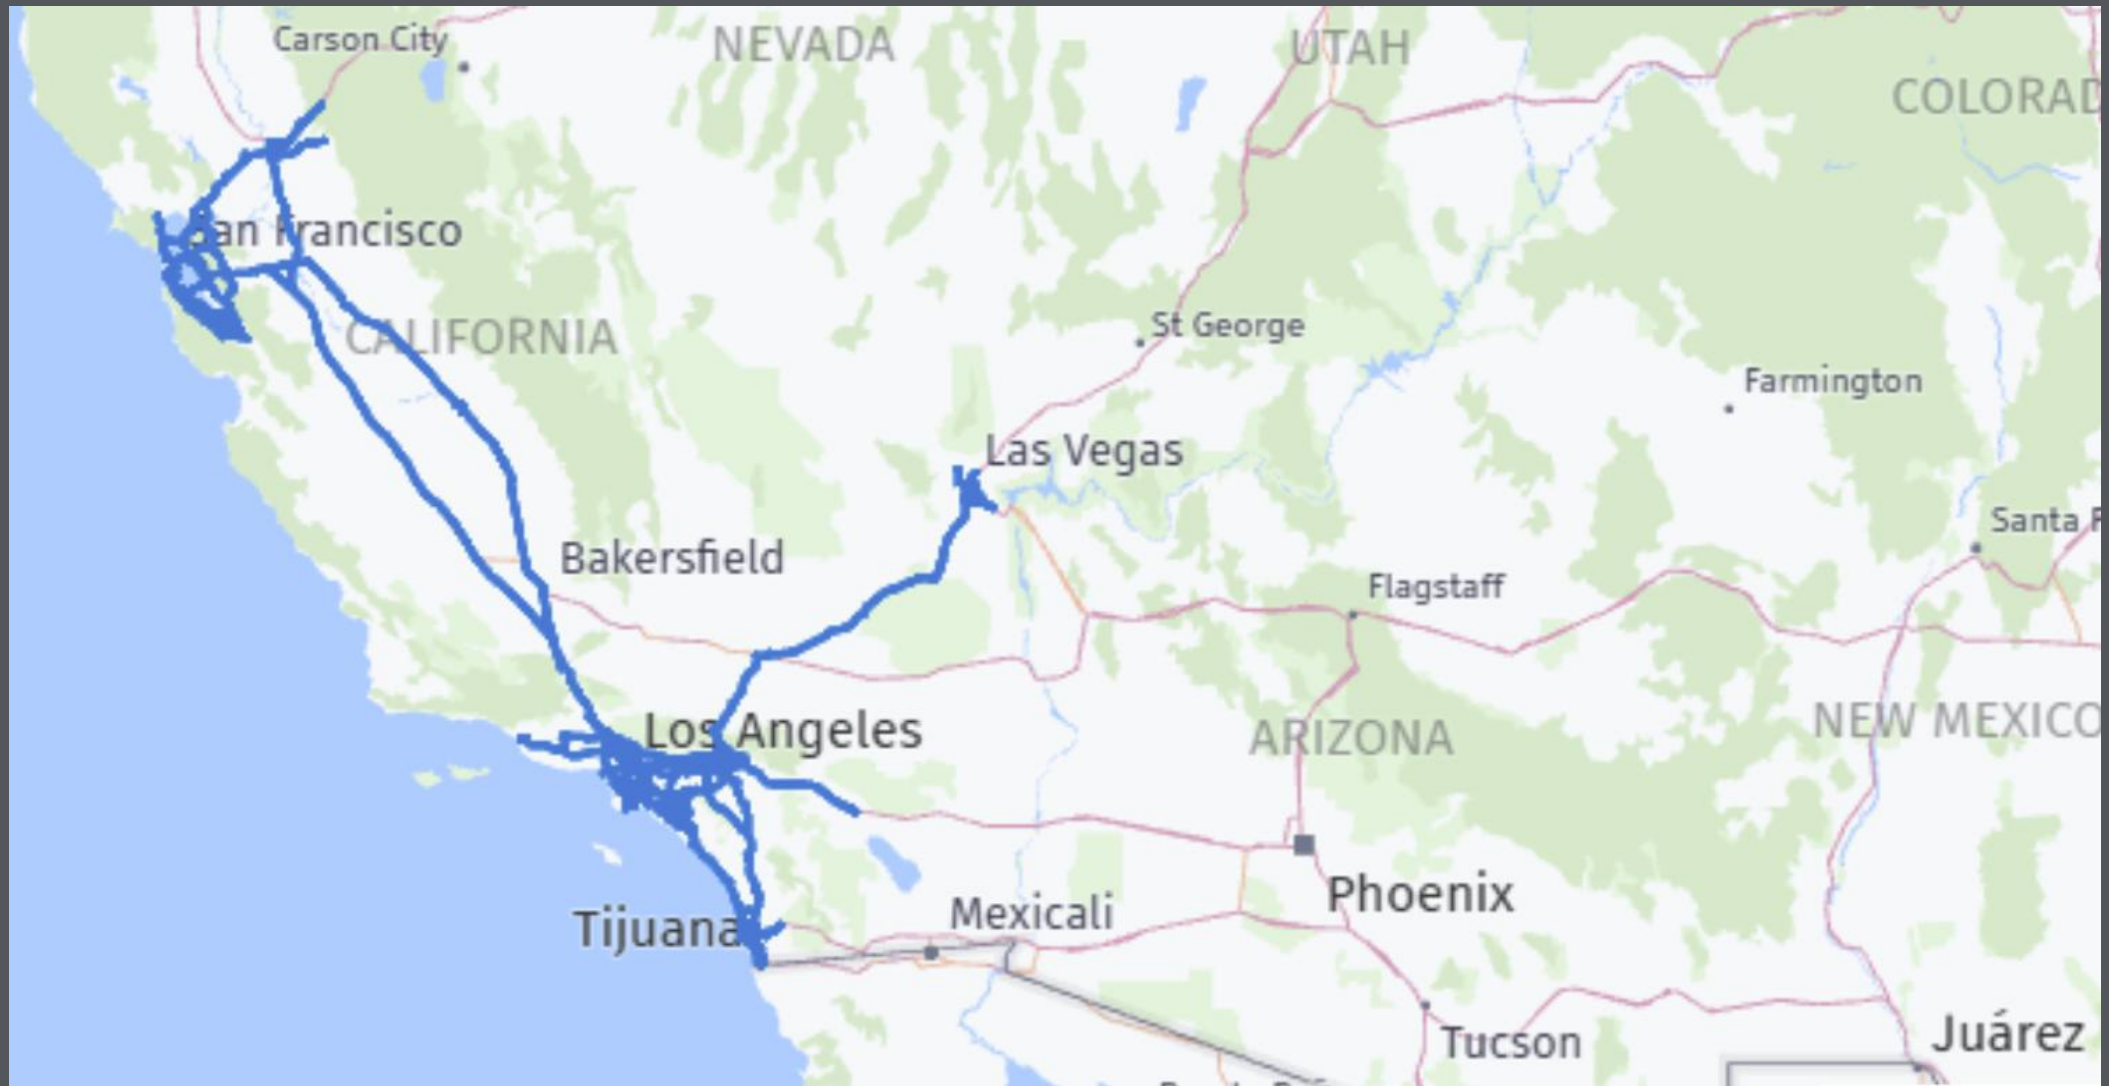 Carson City
NEVADA
UTAH
COLORAD
San Francisco
CALIFORNIA
St George
Farmington
Las Vegas
Santa F
Bakersfield
Flagstaff
Los Angeles
ARIZONA
NEW MEXICO
Tijuana
Mexicali
Phoenix
Tucson
Juárez